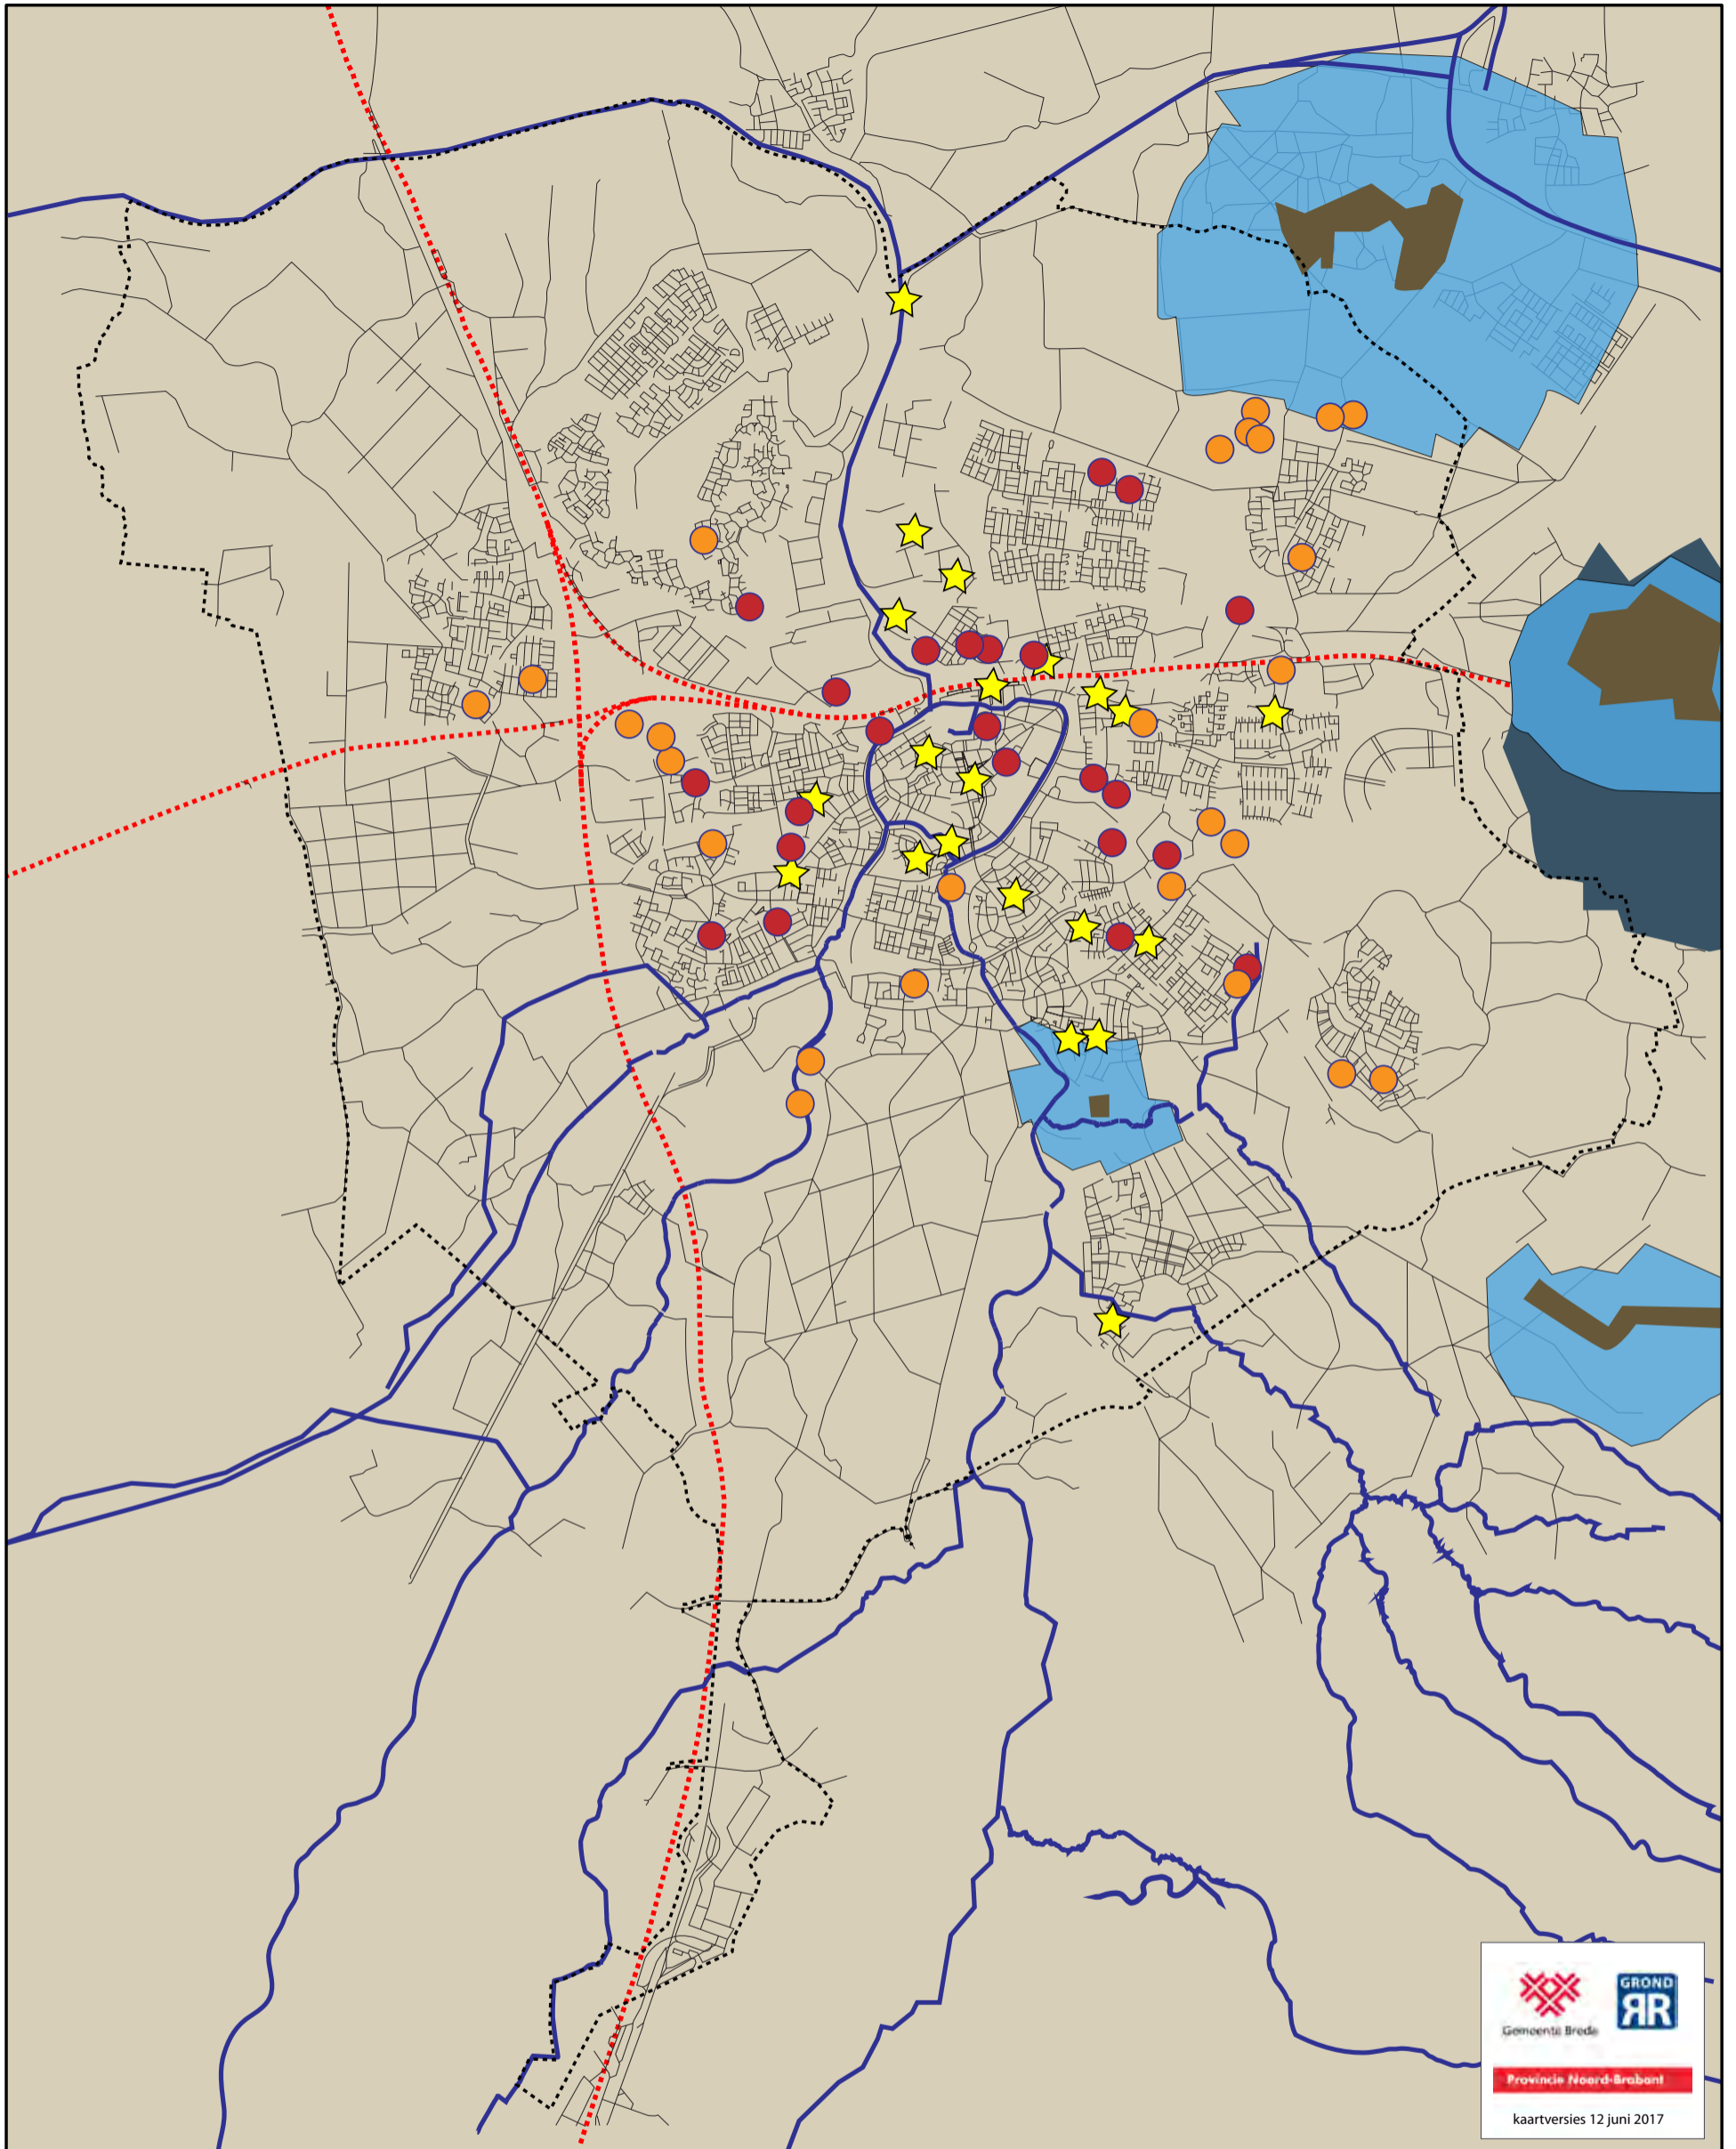 GROND
RR
Gemeente Breda
Provincie Noord-Brabant
kaartversies 12 juni 2017